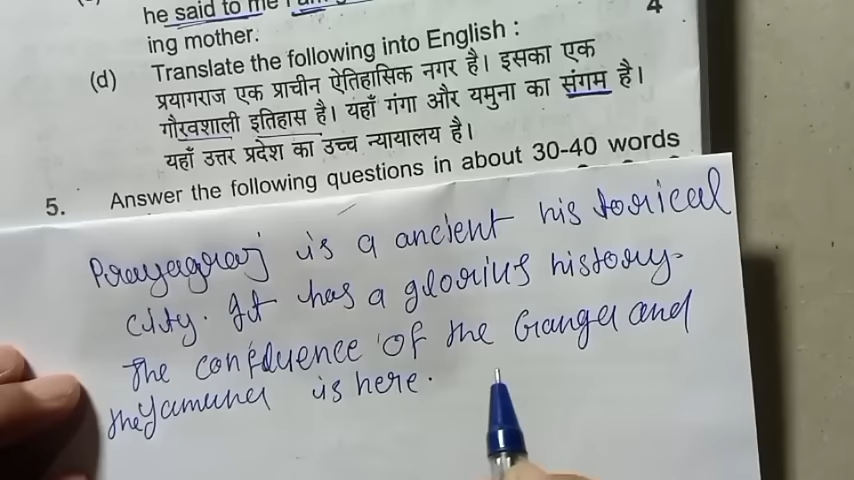 he said to me I
4
ing mother.
(d) Translate the following into English :
प्रयागराज एक प्राचीन ऐतिहासिक नगर है। इसका एक
गौरवशाली इतिहास है। यहाँ गंगा और यमुना का संगम है।
यहाँ उत्तर प्रदेश का उच्च न्यायालय है।
5. Answer the following questions in about 30-40 words
Prayagraj is a ancient historical
city. It has a glorius history.
The confluence of the Ganga and
the Yamuna is here.